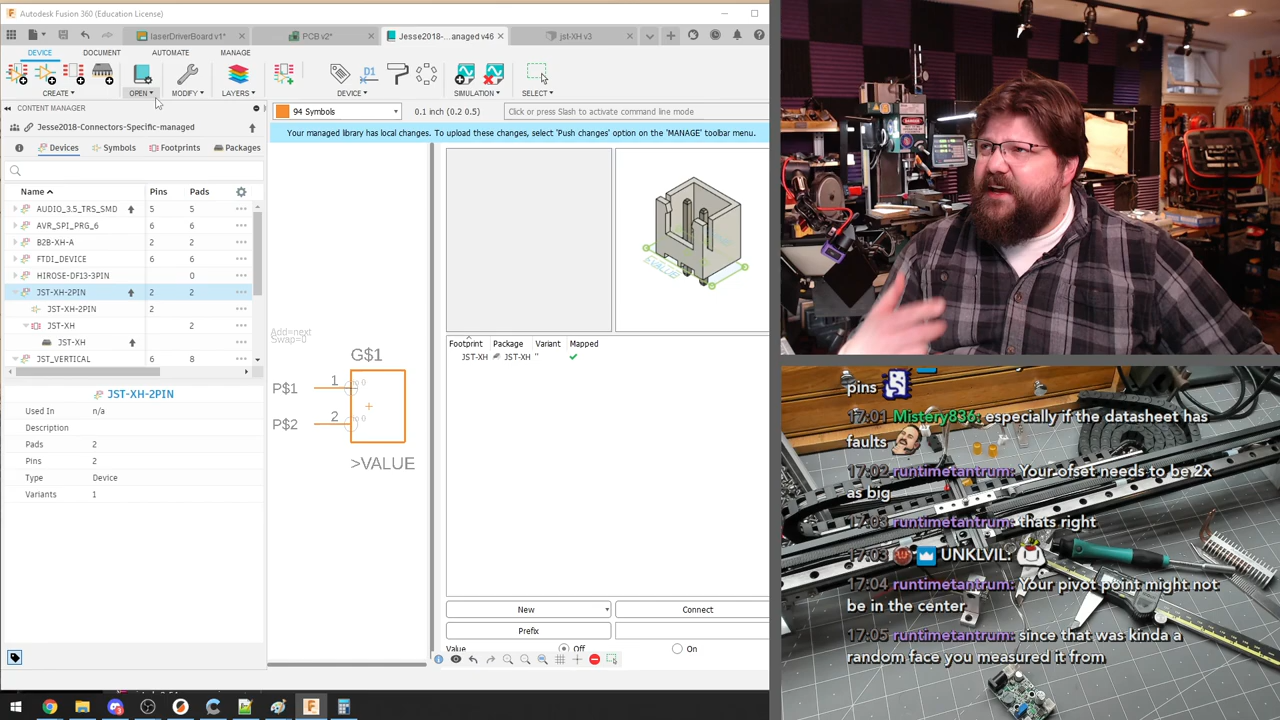 Autodesk Fusion 360 (Education License)
laserDriverBoard v1*
PCB v2*
Jesse2018-...anaged v46
jst-XH v3
DEVICE DOCUMENT AUTOMATE MANAGE
D1
CREATE OPEN MODIFY LAYERS DEVICE SIMULATION SELECT
CONTENT MANAGER
94 Symbols
0.1 inch (0.2 0.5)
Click or press Slash to activate command line mode
Your managed library has local changes. To upload these changes, select 'Push changes' option on the 'MANAGE' toolbar menu.
Devices Symbols Footprints Packages
Name Pins Pads
AUDIO_3.5_TRS_SMD 5 5
AVR_SPI_PRG_6 6 6
B2B-XH-A 2 2
FTDI_DEVICE 6 6
HIROSE-DF13-3PIN 0
JST-XH-2PIN 2 2
JST-XH-2PIN 2
JST-XH 2
JST-XH
JST_VERTICAL 6 8
JST-XH-2PIN
Used In n/a
Description
Pads 2
Pins 2
Type Device
Variants 1
Add=next
Swap=0
G$1
P$1 1 0
P$2 2 0
>VALUE
Footprint Package Variant Mapped
JST-XH JST-XH ''
New Connect
Prefix
Value Off On
pins
17:01 Mistery836: especially if the datasheet has
faults
17:02 runtimetantrum: Your ofset needs to be 2x
as big
17:03 runtimetantrum: thats right
17:03 UNKLVIL:
17:04 runtimetantrum: Your pivot point might not
be in the center
17:05 runtimetantrum: since that was kinda a
random face you measured it from